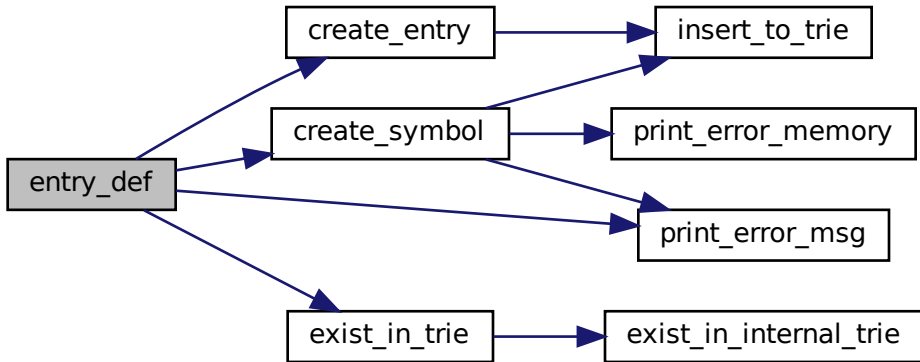 create_entry
insert_to_trie
create_symbol
print_error_memory
entry_def
print_error_msg
exist_in_trie
exist_in_internal_trie